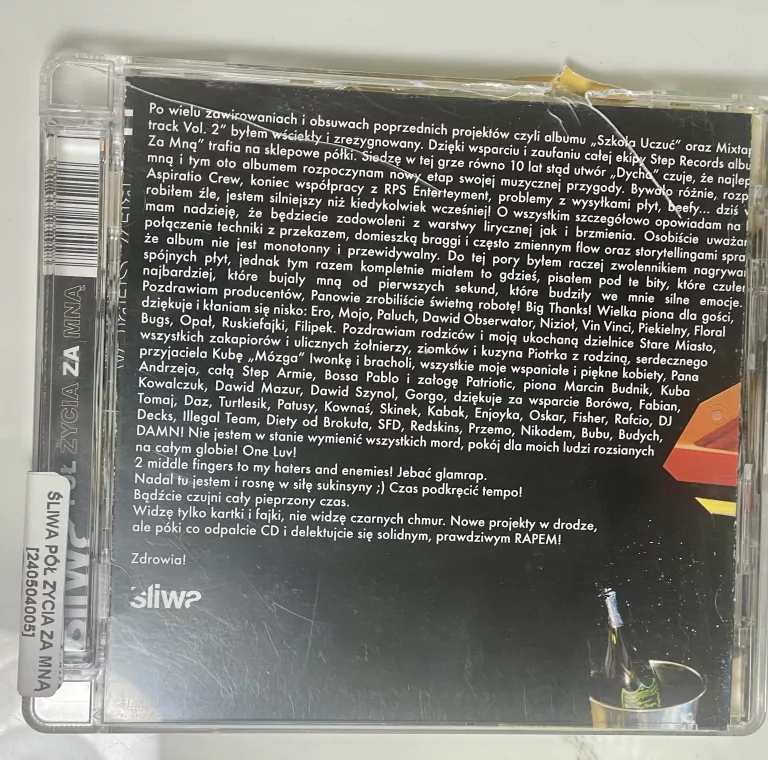 Po wielu zawirowaniach i obsuwach poprzednich projektów czyli albumu „Szkoła Uczuć" oraz Mixtap
track Vol. 2" byłem wściekły i zrezygnowany. Dzięki wsparciu i zaufaniu całej ekipy Step Records albu
Za Mną" trafia na sklepowe półki. Siedzę w tej grze równo 10 lat stąd utwór „Dycha" czuje, że najlep
mną i tym oto albumem rozpoczynam nowy etap swojej muzycznej przygody. Bywało różnie, rozp
Aspiratio Crew, koniec współpracy z RPS Enterteyment, problemy z wysyłkami płyt, beefy... dziś w
robiłem źle, jestem silniejszy niż kiedykolwiek wcześniej! O wszystkim szczegółowo opowiadam na
mam nadzieję, że będziecie zadowoleni z warstwy lirycznej jak i brzmienia. Osobiście uważa
połączenie techniki z przekazem, domieszką braggi i często zmiennym flow oraz storytellingami spra
że album nie jest monotonny i przewidywalny. Do tej pory byłem raczej zwolennikiem nagrywa
spójnych płyt, jednak tym razem kompletnie miałem to gdzieś, pisałem pod te bity, które czułe
najbardziej, które bujaly mną od pierwszych sekund, które budziły we mnie silne emocje.
Pozdrawiam producentów, Panowie zrobiliście świetną robotę! Big Thanks! Wielka piona dla gości,
dziękuje i kłaniam się nisko: Ero, Mojo, Paluch, Dawid Obserwator, Nizioł, Vin Vinci, Piekielny, Floral
Bugs, Opał, Ruskiefajki, Filipek. Pozdrawiam rodziców i moją ukochaną dzielnice Stare Miasto,
wszystkich zakapiorów i ulicznych żołnierzy, ziomków i kuzyna Piotrka z rodziną, serdecznego
przyjaciela Kubę „Mózga" Iwonkę i bracholi, wszystkie moje wspaniałe i piękne kobiety, Pana
Andrzeja, całą Step Armie, Bossa Pablo i załogę Patriotic, piona Marcin Budnik, Kuba
Kowalczuk, Dawid Mazur, Dawid Szynol, Gorgo, dziękuje za wsparcie Borówa, Fabian,
Tomaj, Daz, Turtlesik, Patusy, Kownaś, Skinek, Kabak, Enjoyka, Oskar, Fisher, Rafcio, DJ
Decks, Illegal Team, Diety od Brokuła, SFD, Redskins, Przemo, Nikodem, Bubu, Budych,
DAMN! Nie jestem w stanie wymienić wszystkich mord, pokój dla moich ludzi rozsianych
na całym globie! One Luv!
2 middle fingers to my haters and enemies! Jebać glamrap.
Nadal tu jestem i rosnę w siłę sukinsyny ;) Czas podkręcić tempo!
Bądźcie czujni cały pieprzony czas.
Widzę tylko kartki i fajki, nie widzę czarnych chmur. Nowe projekty w drodze,
ale póki co odpalcie CD i delektujcie się solidnym, prawdziwym RAPEM!
Zdrowia!
śliwa
śliwa PÓŁ ŻYCIA ZA MNĄ
ŚLIWA PÓŁ ŻYCIA ZA MNĄ
[2405040051]